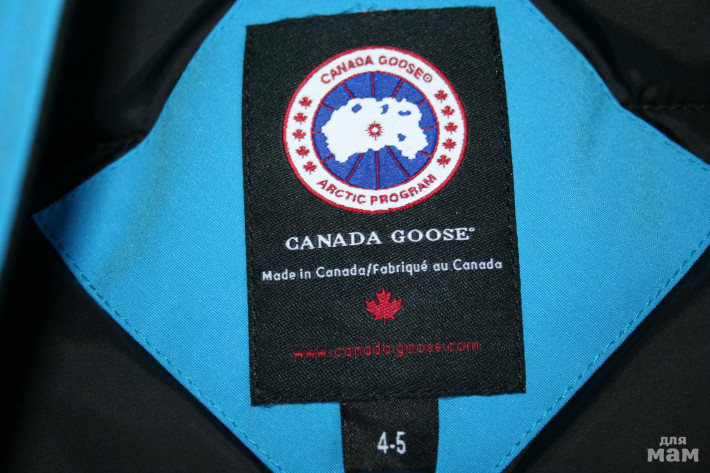 CANADA GOOSE®
ARCTIC PROGRAM
CANADA GOOSE®
Made in Canada/Fabriqué au Canada
www.canada goose.com
4-5
для
мам